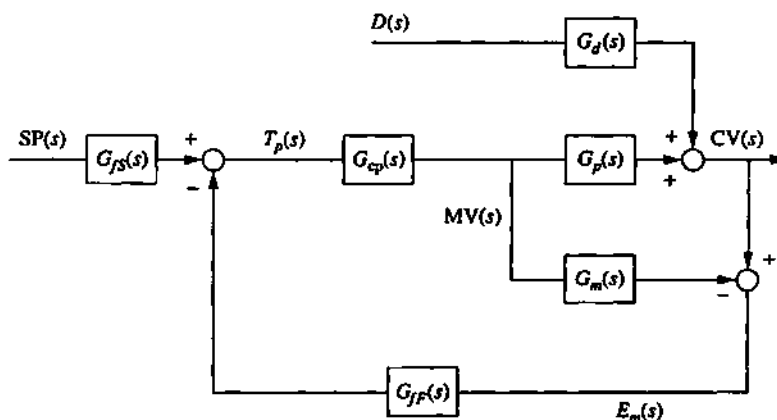 D(s)
G_d(s)
SP(s)
G_fS(s)
+
−
T_p(s)
G_cp(s)
MV(s)
G_p(s)
+
+
CV(s)
G_m(s)
−
+
G_fF(s)
E_m(s)